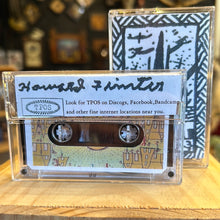 Howard Finster
TPOS
Look for TPOS on Discogs, Facebook, Bandcamp
and other fine internet locations near you.